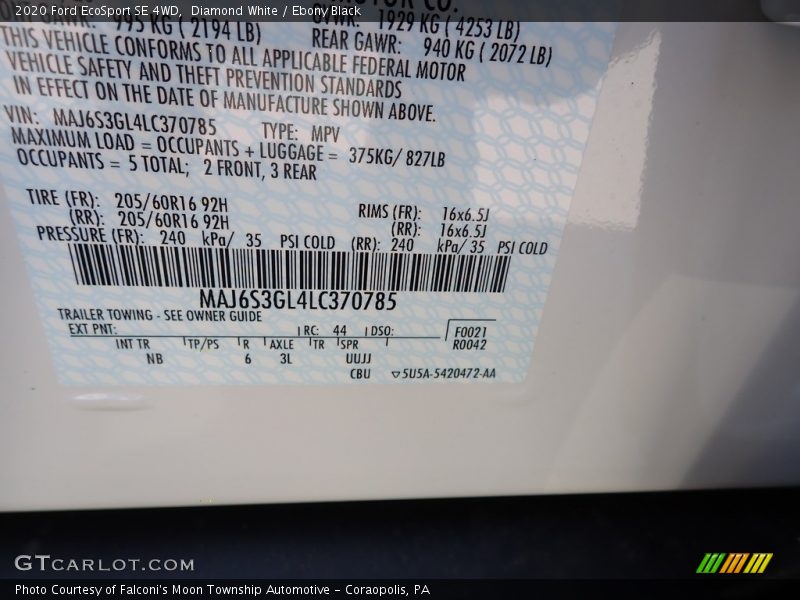 2020 Ford EcoSport SE 4WD, Diamond White / Ebony Black
995 KG ( 2194 LB) 1929 KG ( 4253 LB)
REAR GAWR: 940 KG ( 2072 LB)
THIS VEHICLE CONFORMS TO ALL APPLICABLE FEDERAL MOTOR
VEHICLE SAFETY AND THEFT PREVENTION STANDARDS
IN EFFECT ON THE DATE OF MANUFACTURE SHOWN ABOVE.
VIN: MAJ6S3GL4LC370785 TYPE: MPV
MAXIMUM LOAD = OCCUPANTS + LUGGAGE = 375KG/ 827LB
OCCUPANTS = 5 TOTAL; 2 FRONT, 3 REAR
TIRE (FR): 205/60R16 92H RIMS (FR): 16x6.5J
(RR): 205/60R16 92H (RR): 16x6.5J
PRESSURE (FR): 240 kPa/ 35 PSI COLD (RR): 240 kPa/ 35 PSI COLD
MAJ6S3GL4LC370785
TRAILER TOWING - SEE OWNER GUIDE
EXT PNT: RC: 44 DSO: F0021
R0042
INT TR TP/PS R AXLE TR SPR
NB 6 3L UUJJ
CBU 5U5A-5420472-AA
GTCARLOT.COM
Photo Courtesy of Falconi's Moon Township Automotive - Coraopolis, PA